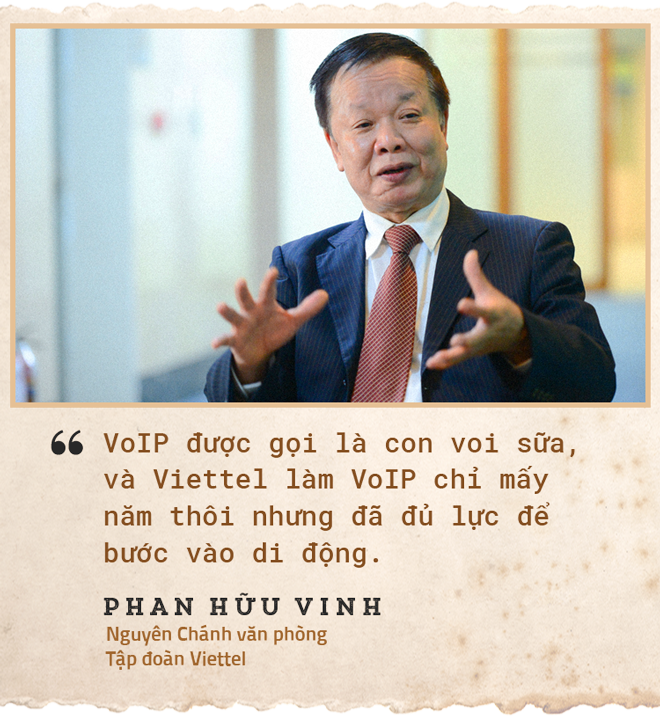 “ VoIP được gọi là con voi sữa,
và Viettel làm VoIP chỉ mấy
năm thôi nhưng đã đủ lực để
bước vào di động.
PHAN HỮU VINH
Nguyên Chánh văn phòng
Tập đoàn Viettel